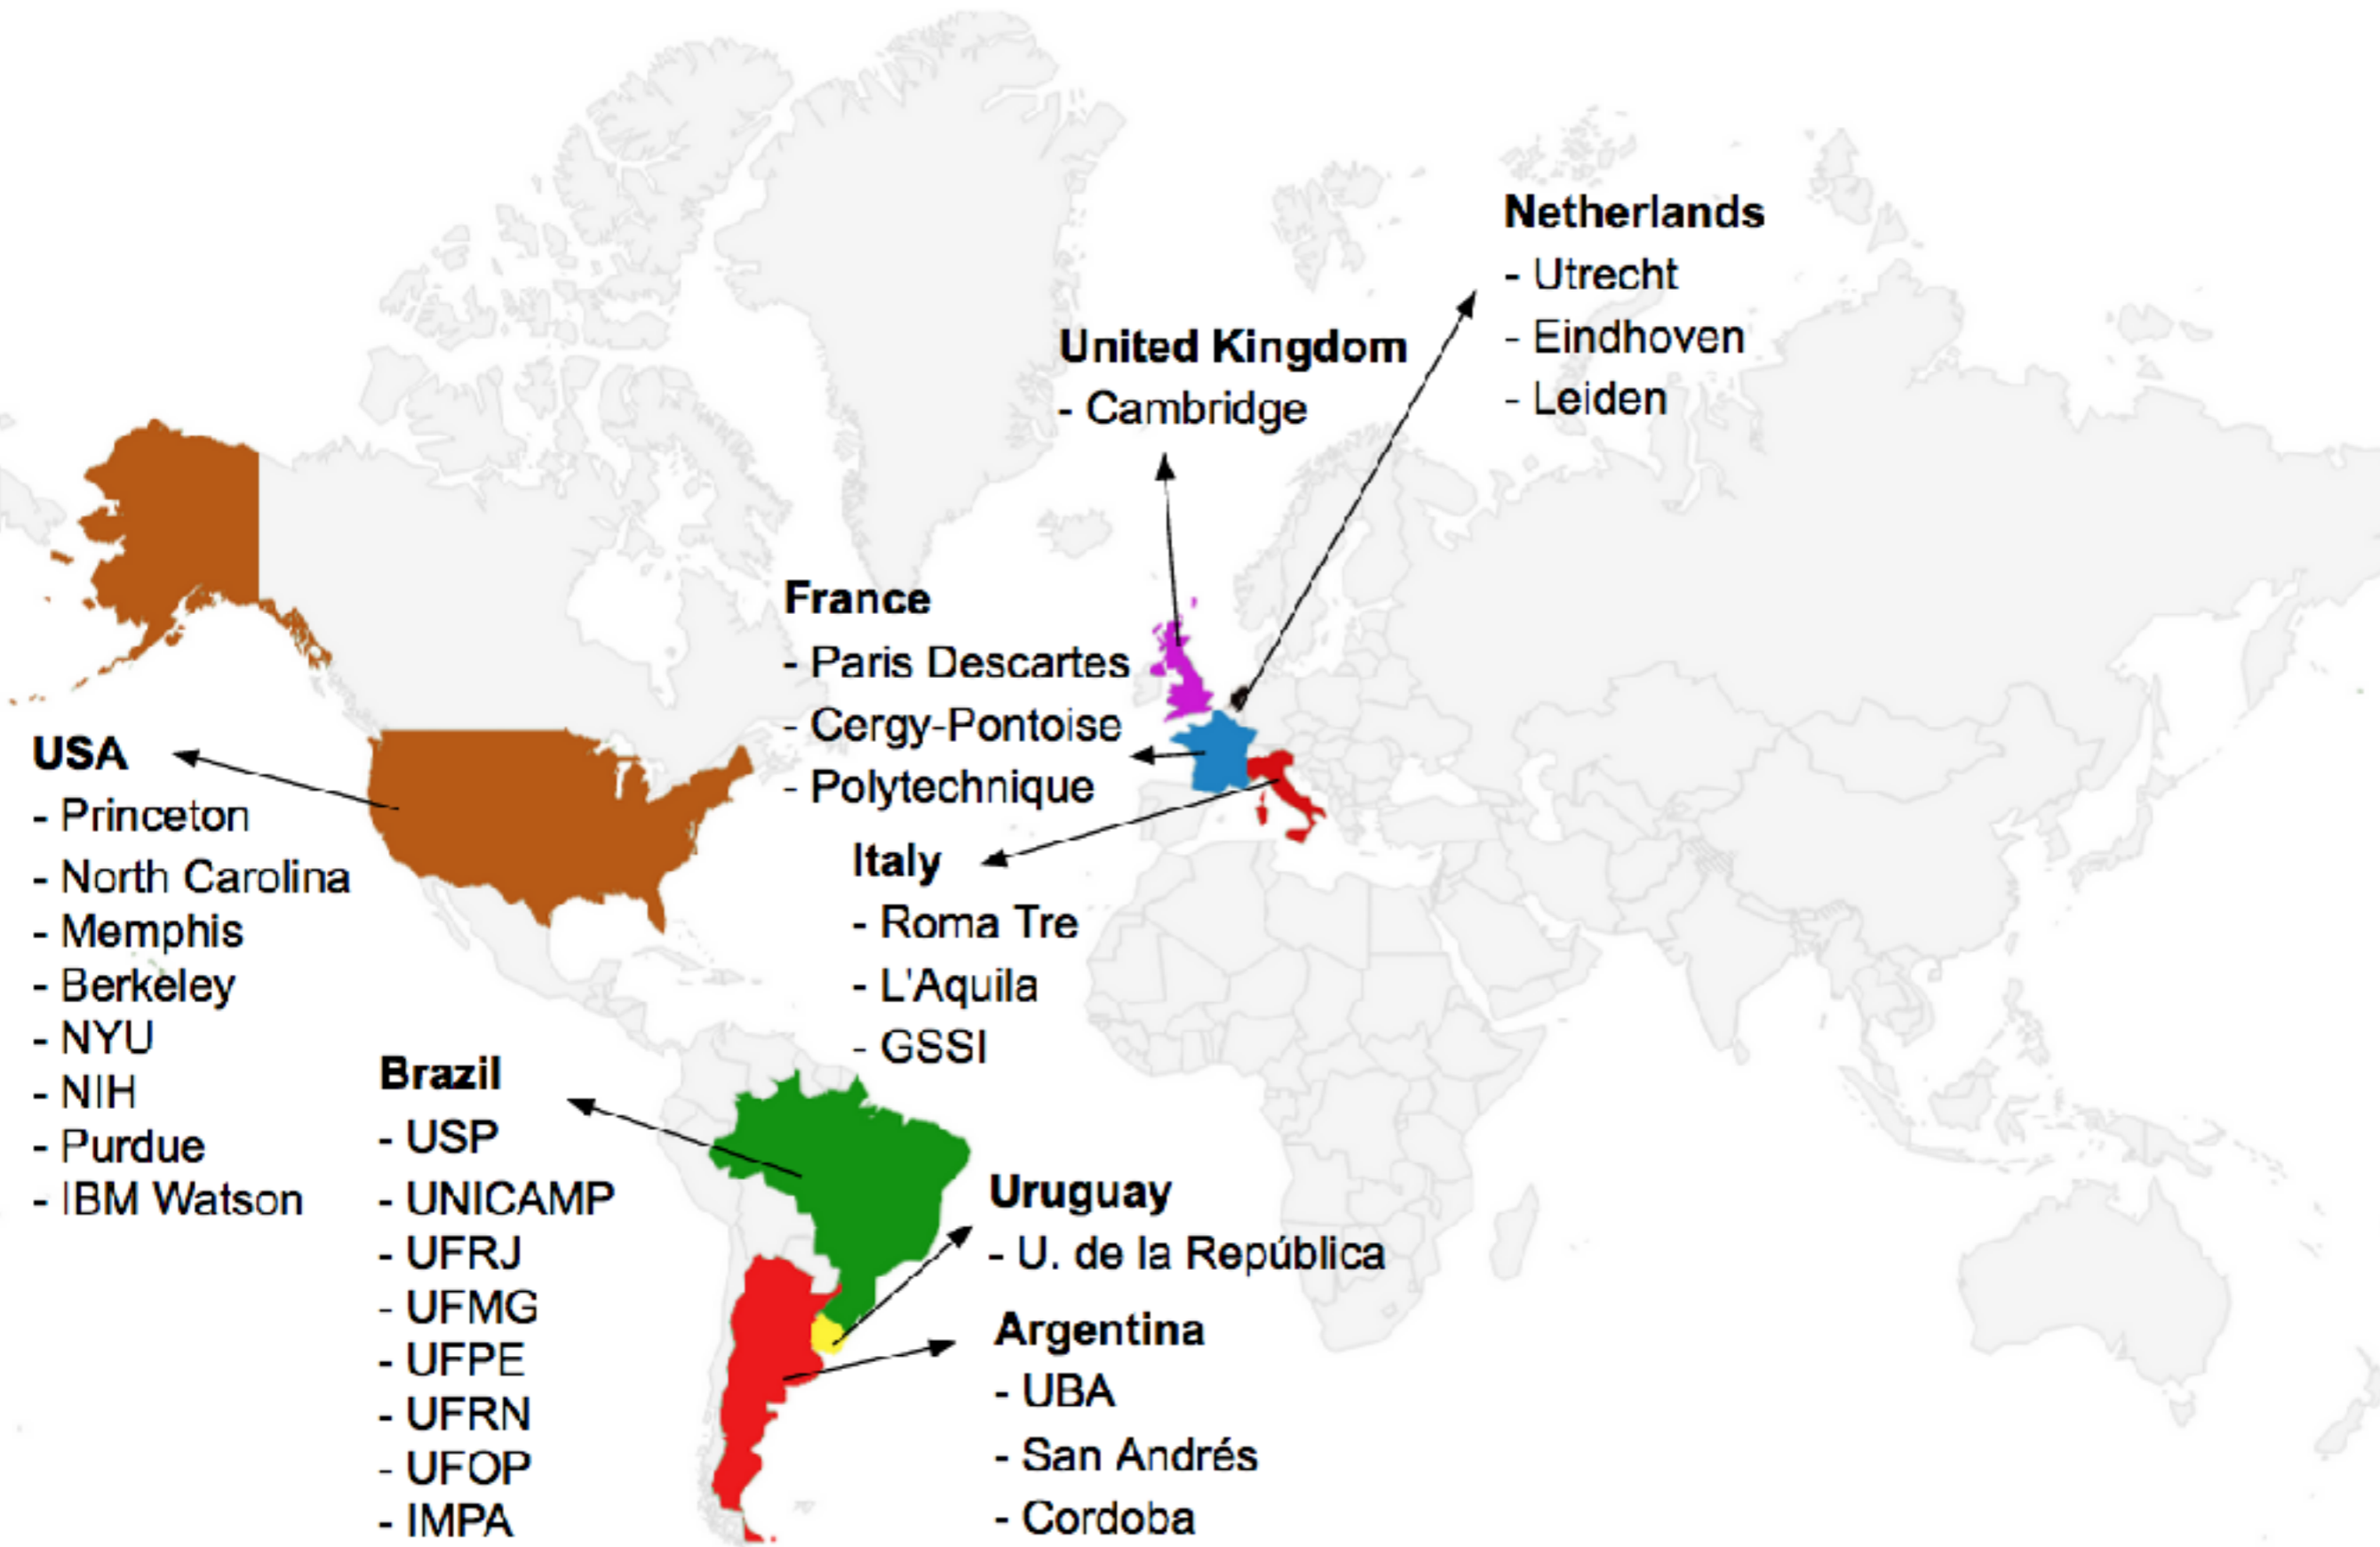 Netherlands
- Utrecht
- Eindhoven
- Leiden
United Kingdom
- Cambridge
France
- Paris Descartes
- Cergy-Pontoise
- Polytechnique
USA
- Princeton
- North Carolina
- Memphis
- Berkeley
- NYU
- NIH
- Purdue
- IBM Watson
Italy
- Roma Tre
- L'Aquila
- GSSI
Brazil
- USP
- UNICAMP
- UFRJ
- UFMG
- UFPE
- UFRN
- UFOP
- IMPA
Uruguay
- U. de la República
Argentina
- UBA
- San Andrés
- Cordoba